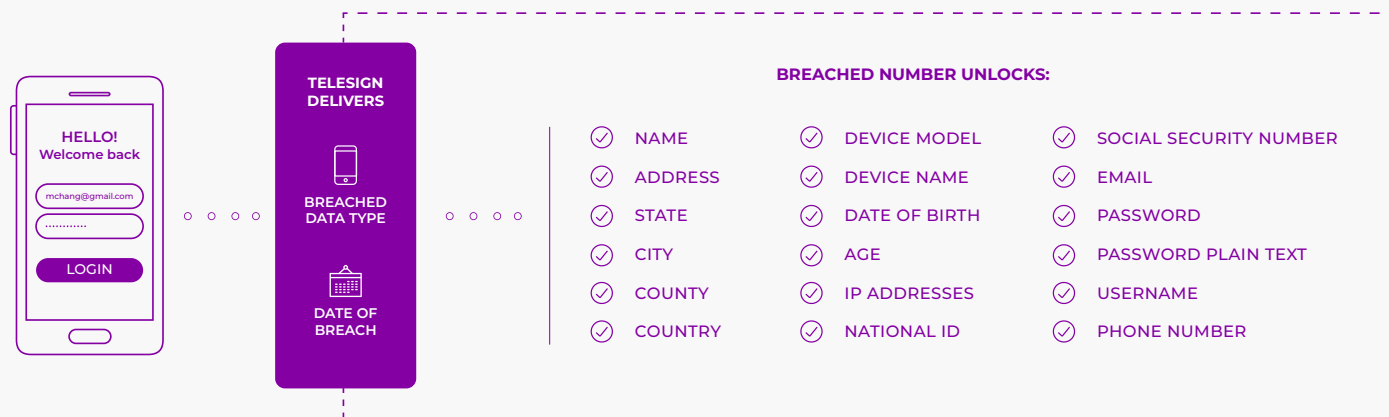 HELLO!
Welcome back
mchang@gmail.com
............
LOGIN
TELESIGN
DELIVERS
BREACHED
DATA TYPE
DATE OF
BREACH
BREACHED NUMBER UNLOCKS:
NAME
ADDRESS
STATE
CITY
COUNTY
COUNTRY
DEVICE MODEL
DEVICE NAME
DATE OF BIRTH
AGE
IP ADDRESSES
NATIONAL ID
SOCIAL SECURITY NUMBER
EMAIL
PASSWORD
PASSWORD PLAIN TEXT
USERNAME
PHONE NUMBER